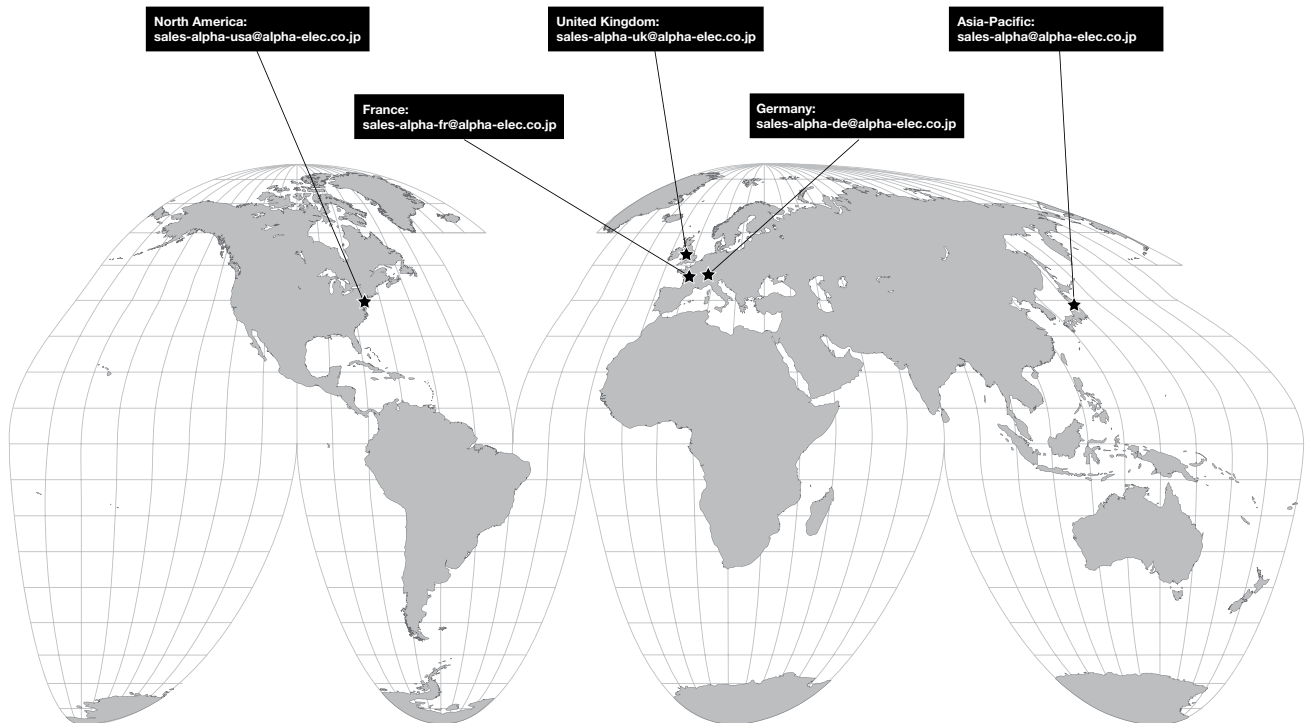 North America:
sales-alpha-usa@alpha-elec.co.jp
United Kingdom:
sales-alpha-uk@alpha-elec.co.jp
Asia-Pacific:
sales-alpha@alpha-elec.co.jp
France:
sales-alpha-fr@alpha-elec.co.jp
Germany:
sales-alpha-de@alpha-elec.co.jp